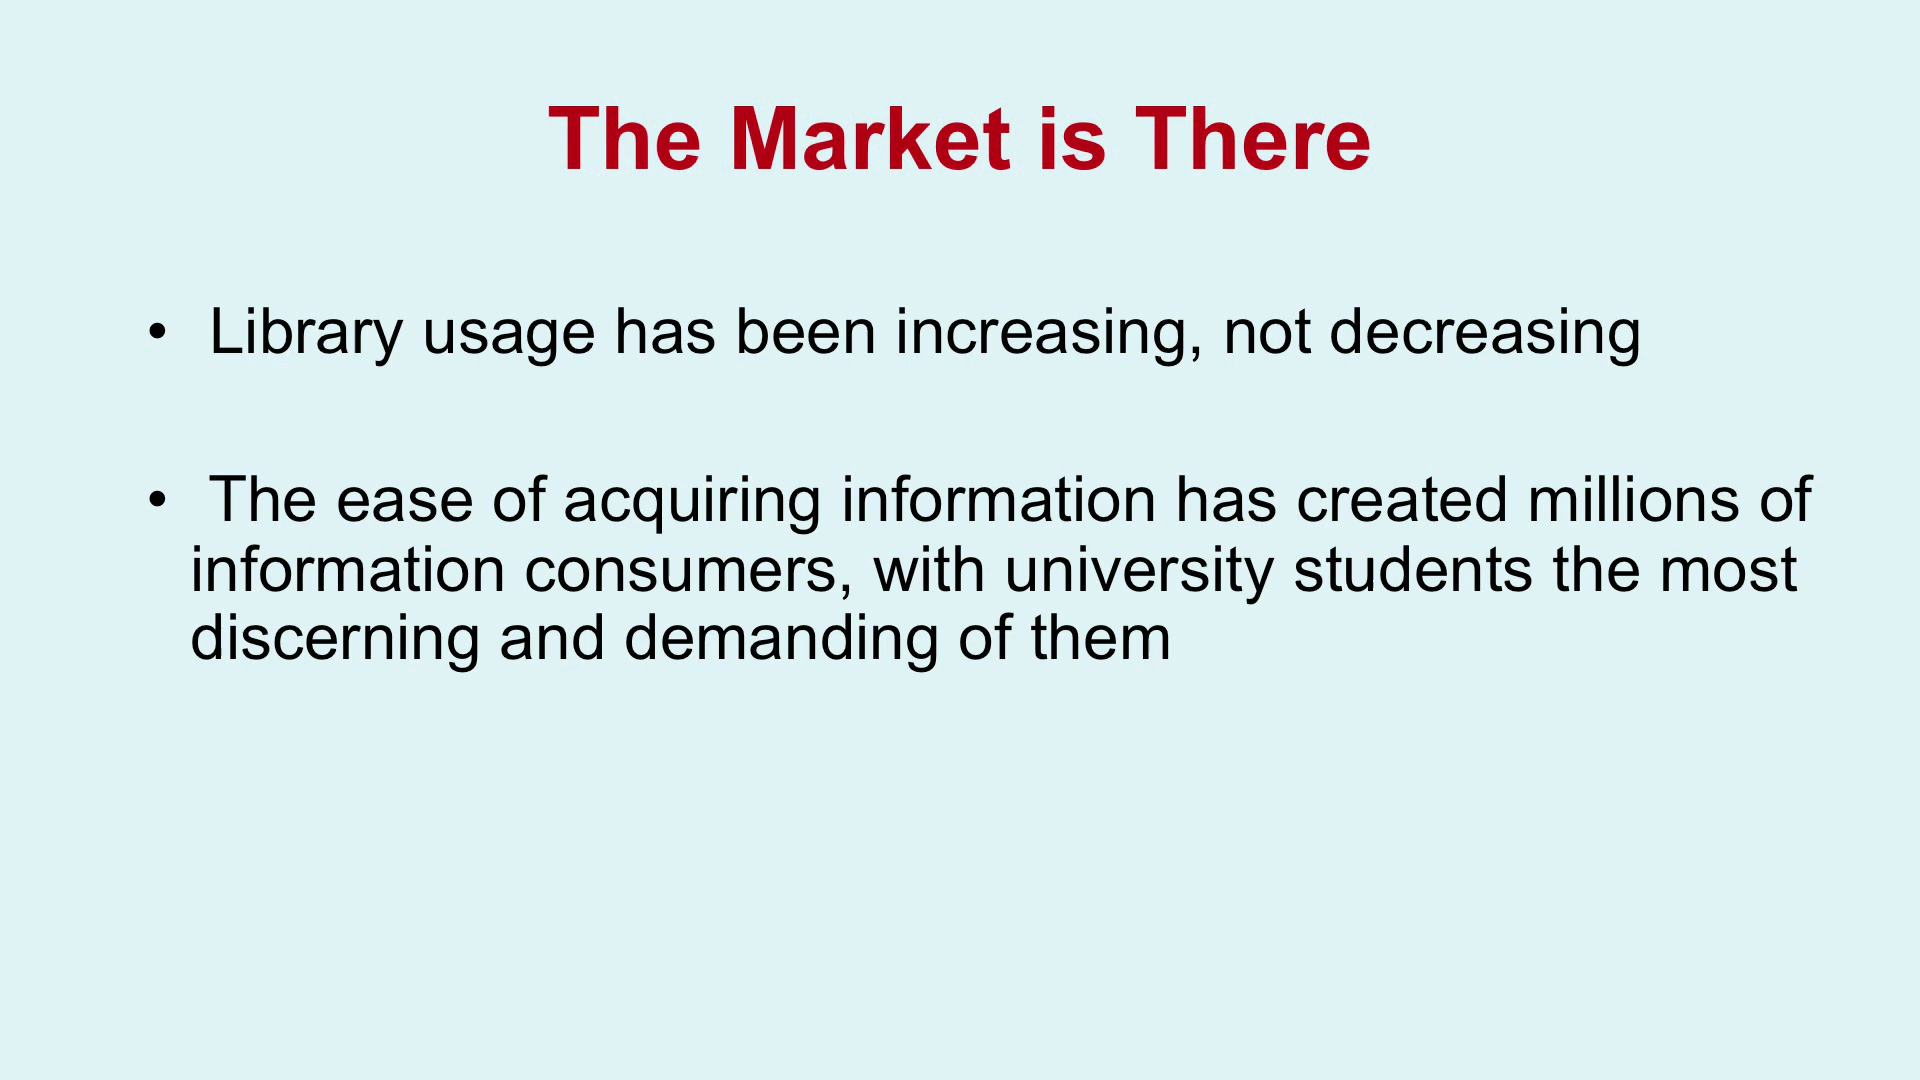 The Market is There
• Library usage has been increasing, not decreasing
• The ease of acquiring information has created millions of
information consumers, with university students the most
discerning and demanding of them